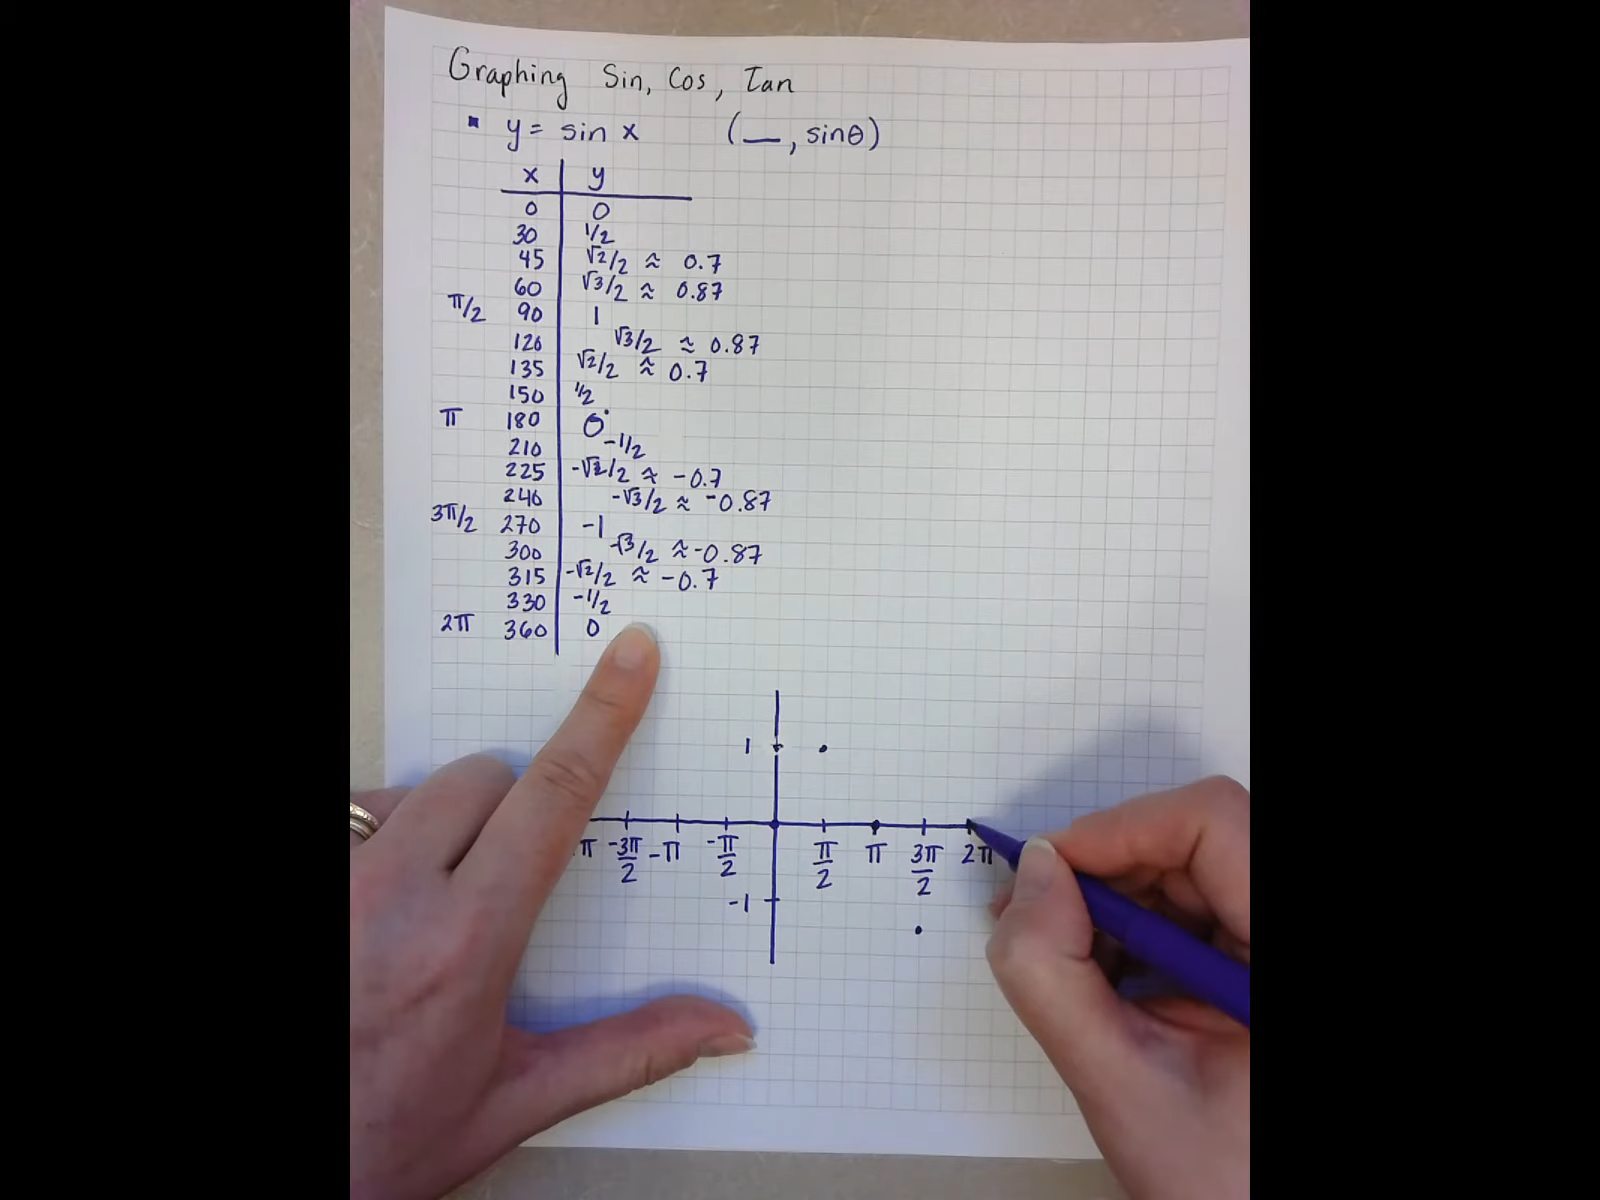 Graphing Sin, Cos, Tan
▪ y = sin x (__, sinθ)
x y
0 0
30 1/2
45 √2/2 ≈ 0.7
60 √3/2 ≈ 0.87
π/2 90 1
120 √3/2 ≈ 0.87
135 √2/2 ≈ 0.7
150 1/2
π 180 0
210 -1/2
225 -√2/2 ≈ -0.7
240 -√3/2 ≈ -0.87
3π/2 270 -1
300 -√3/2 ≈ -0.87
315 -√2/2 ≈ -0.7
330 -1/2
2π 360 0
1
π -3π/2 -π -π/2 π/2 π 3π/2 2π
-1